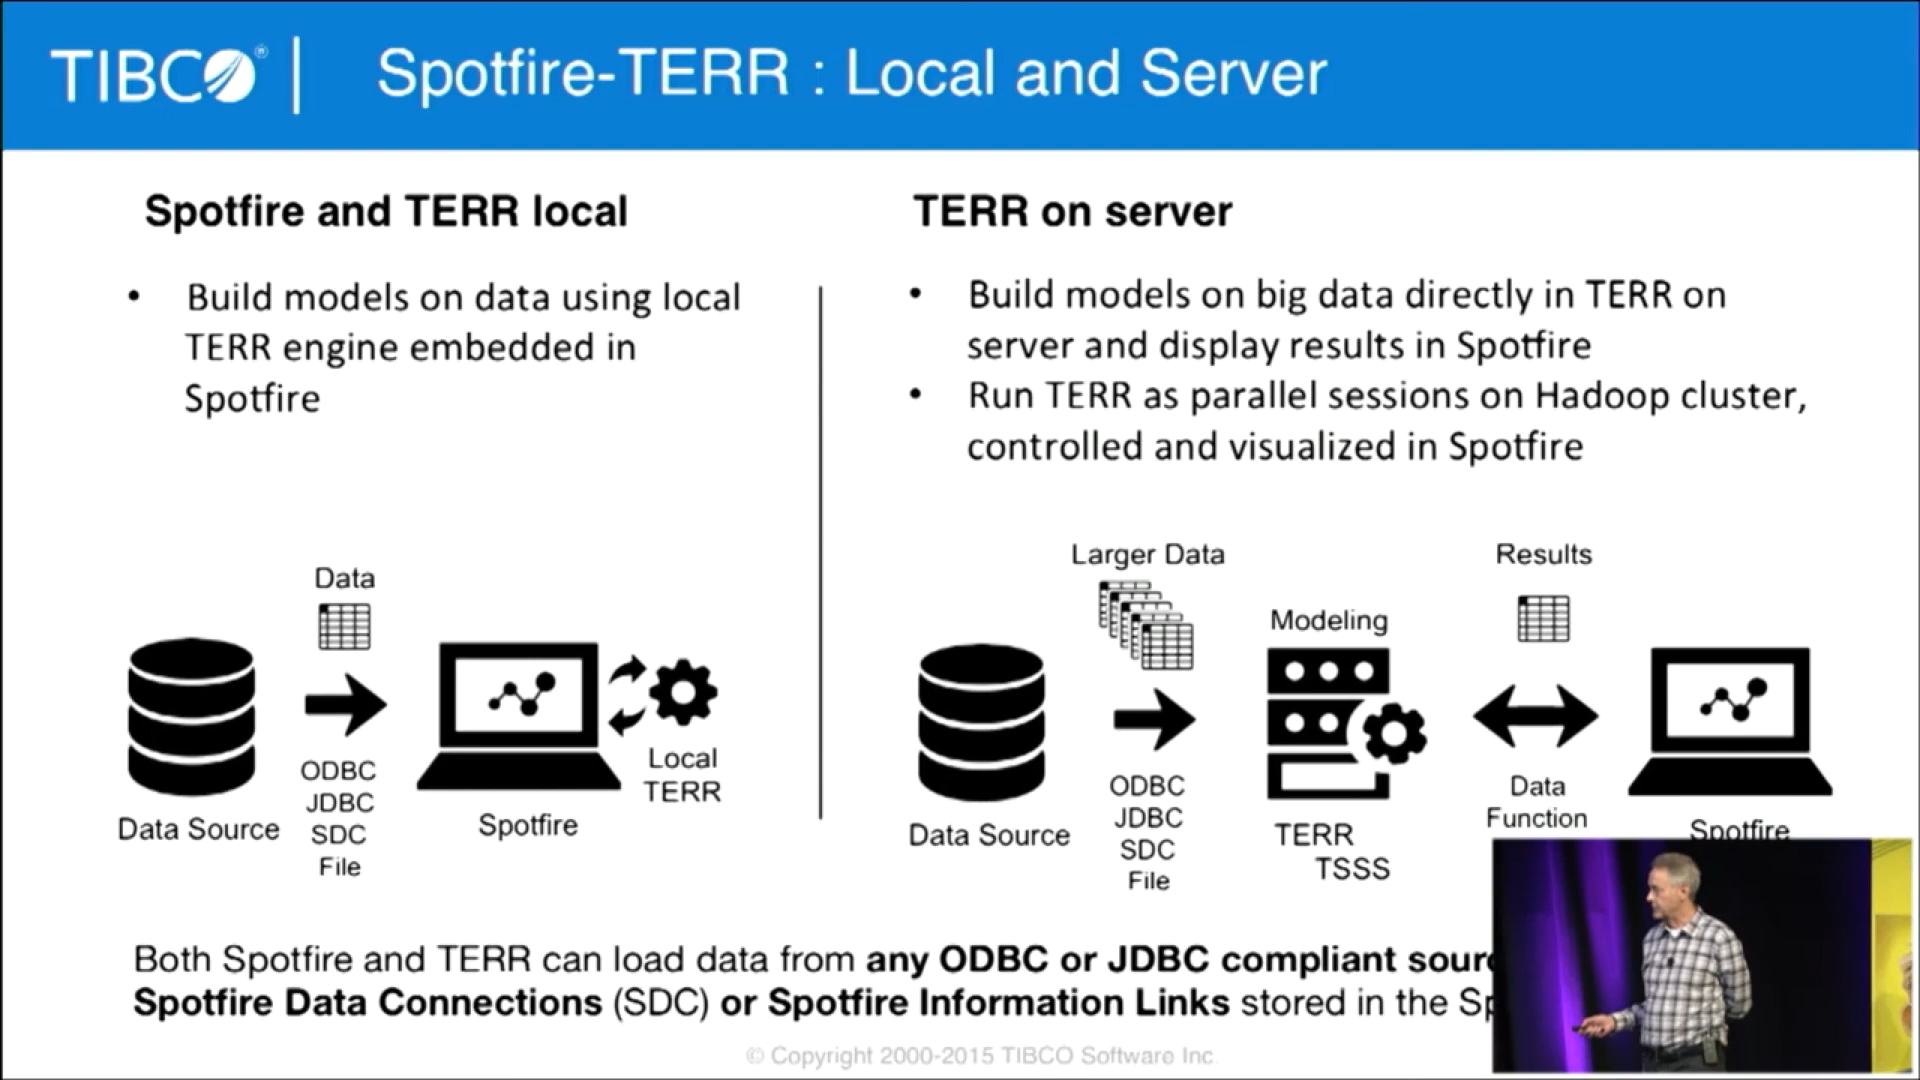 TIBCO® | Spotfire-TERR : Local and Server
Spotfire and TERR local
• Build models on data using local
TERR engine embedded in
Spotfire
Data
ODBC
JDBC
SDC
File
Data Source
Spotfire
Local
TERR
TERR on server
• Build models on big data directly in TERR on
server and display results in Spotfire
• Run TERR as parallel sessions on Hadoop cluster,
controlled and visualized in Spotfire
Larger Data
Results
Modeling
ODBC
JDBC
SDC
File
Data Source
TERR
TSSS
Data
Function
Spotfire
Both Spotfire and TERR can load data from any ODBC or JDBC compliant
Spotfire Data Connections (SDC) or Spotfire Information Links stored in the
© Copyright 2000-2015 TIBCO Software Inc.